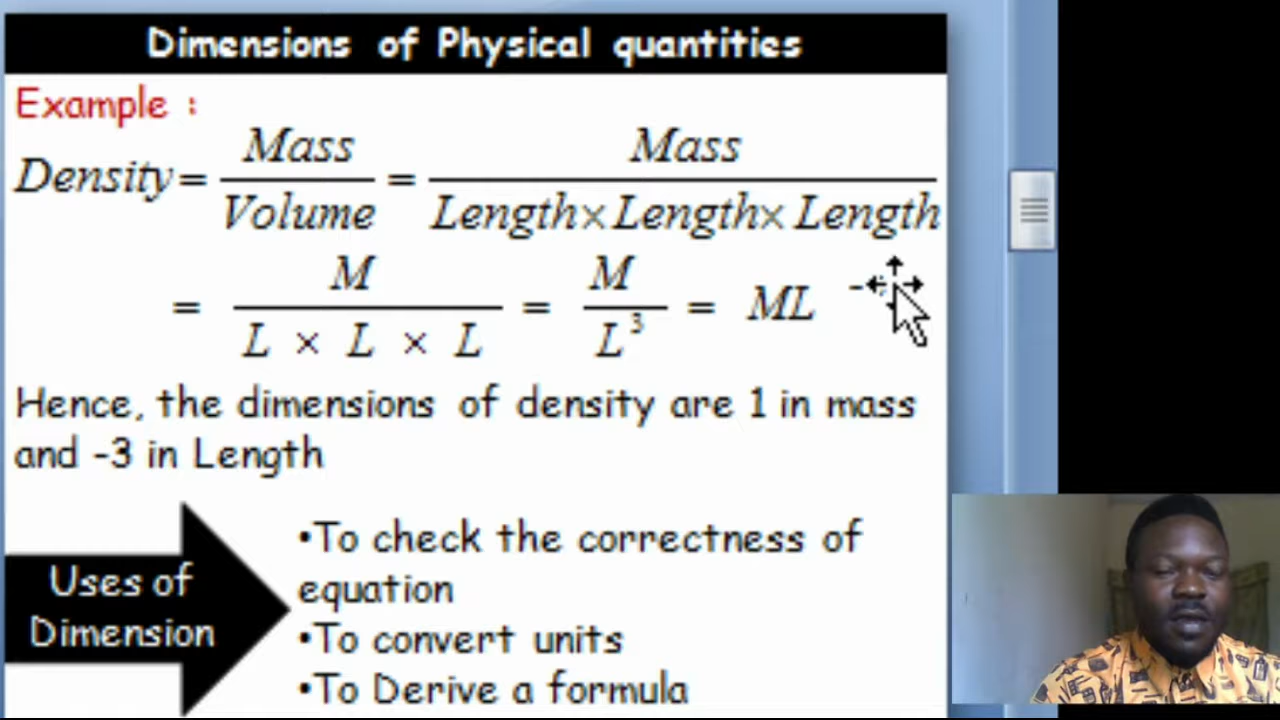 Dimensions of Physical quantities
Example :
Density = Mass / Volume = Mass / Length × Length × Length
= M / L × L × L = M / L³ = ML ⁻
Hence, the dimensions of density are 1 in mass
and -3 in Length
Uses of
Dimension
•To check the correctness of
equation
•To convert units
•To Derive a formula